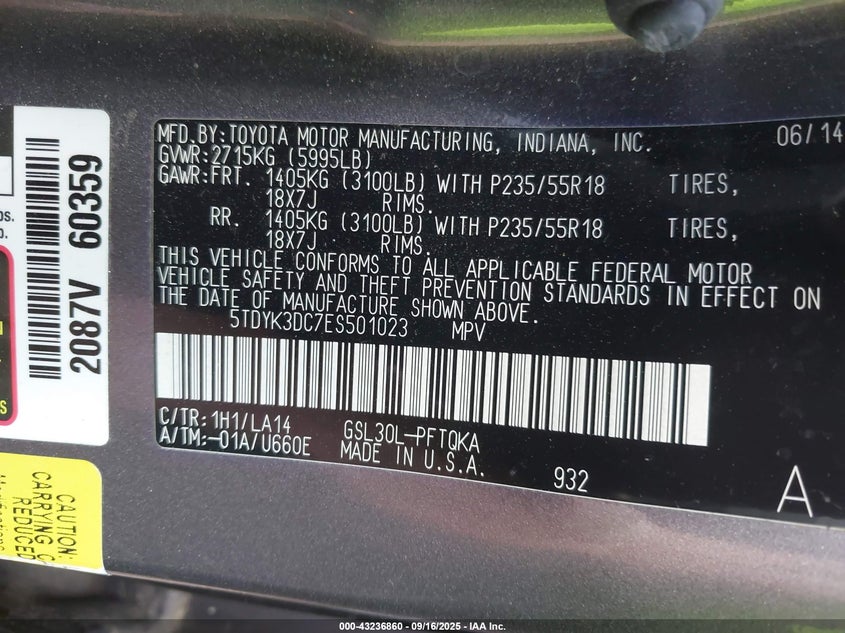 MFD.BY:TOYOTA MOTOR MANUFACTURING, INDIANA, INC. 06/14
GVWR:2715KG (5995LB)
GAWR:FRT. 1405KG (3100LB) WITH P235/55R18 TIRES,
18X7J RIMS.
RR. 1405KG (3100LB) WITH P235/55R18 TIRES,
18X7J RIMS.
THIS VEHICLE CONFORMS TO ALL APPLICABLE FEDERAL MOTOR
VEHICLE SAFETY AND THEFT PREVENTION STANDARDS IN EFFECT ON
THE DATE OF MANUFACTURE SHOWN ABOVE.
5TDYK3DC7ES501023 MPV
C/TR:1H1/LA14 GSL30L-PFTQKA
A/TM:-01A/U660E MADE IN U.S.A. 932
A
2087V 60359
CAUTION:
CARRYING
REDUCED
000-43236860 - 09/16/2025 - IAA Inc.